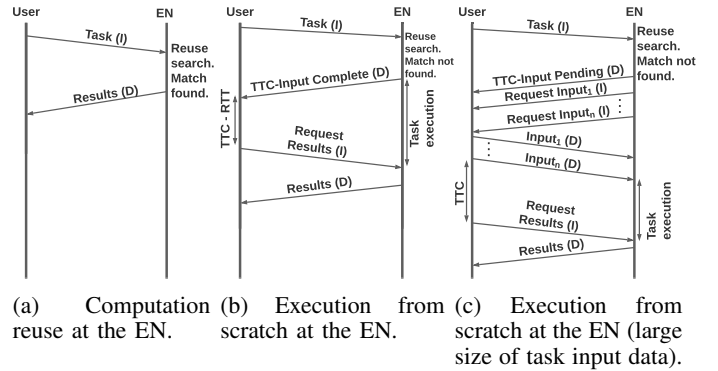 User
EN
Task (I)
Reuse
search.
Match
found.
Results (D)
(a) Computation
reuse at the EN.
User
EN
Task (I)
Reuse
search.
Match not
found.
TTC-Input Complete (D)
TTC - RTT
Task
execution
Request
Results (I)
Results (D)
(b) Execution from
scratch at the EN.
User
EN
Task (I)
Reuse
search.
Match not
found.
TTC-Input Pending (D)
Request Input₁ (I)
⋮
Request Inputₙ (I)
Input₁ (D)
⋮
Inputₙ (D)
TTC
Task
execution
Request
Results (I)
Results (D)
(c) Execution from
scratch at the EN (large
size of task input data).